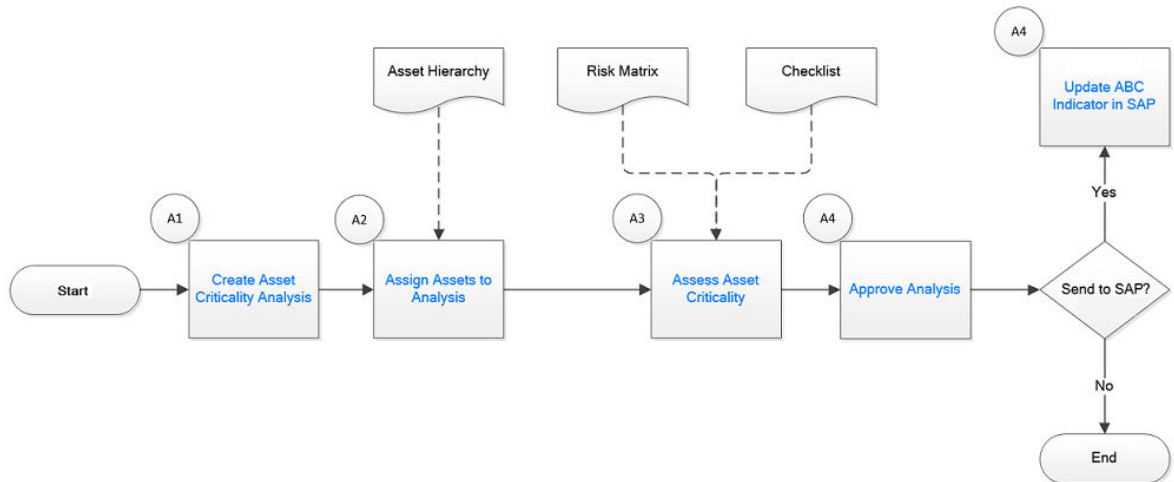 A4
Asset Hierarchy
Risk Matrix
Checklist
Update ABC
Indicator in SAP
Yes
A1
A2
A3
A4
Start
Create Asset
Criticality Analysis
Assign Assets to
Analysis
Assess Asset
Criticality
Approve Analysis
Send to SAP?
No
End